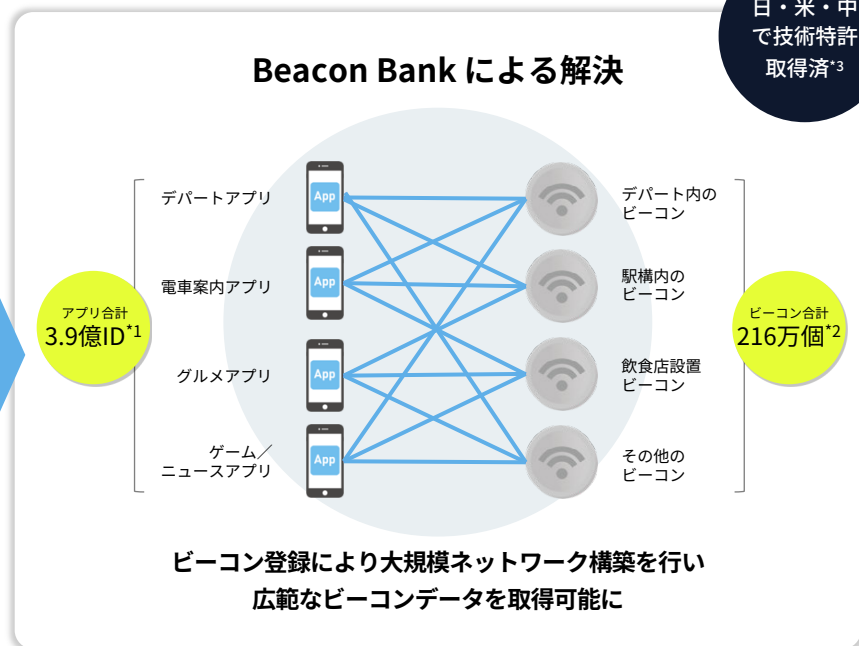 日・米・中
で技術特許
取得済*3
Beacon Bank による解決
デパートアプリ
App
デパート内の
ビーコン
電車案内アプリ
App
駅構内の
ビーコン
アプリ合計
3.9億ID*1
ビーコン合計
216万個*2
グルメアプリ
App
飲食店設置
ビーコン
ゲーム／
ニュースアプリ
App
その他の
ビーコン
ビーコン登録により大規模ネットワーク構築を行い
広範なビーコンデータを取得可能に